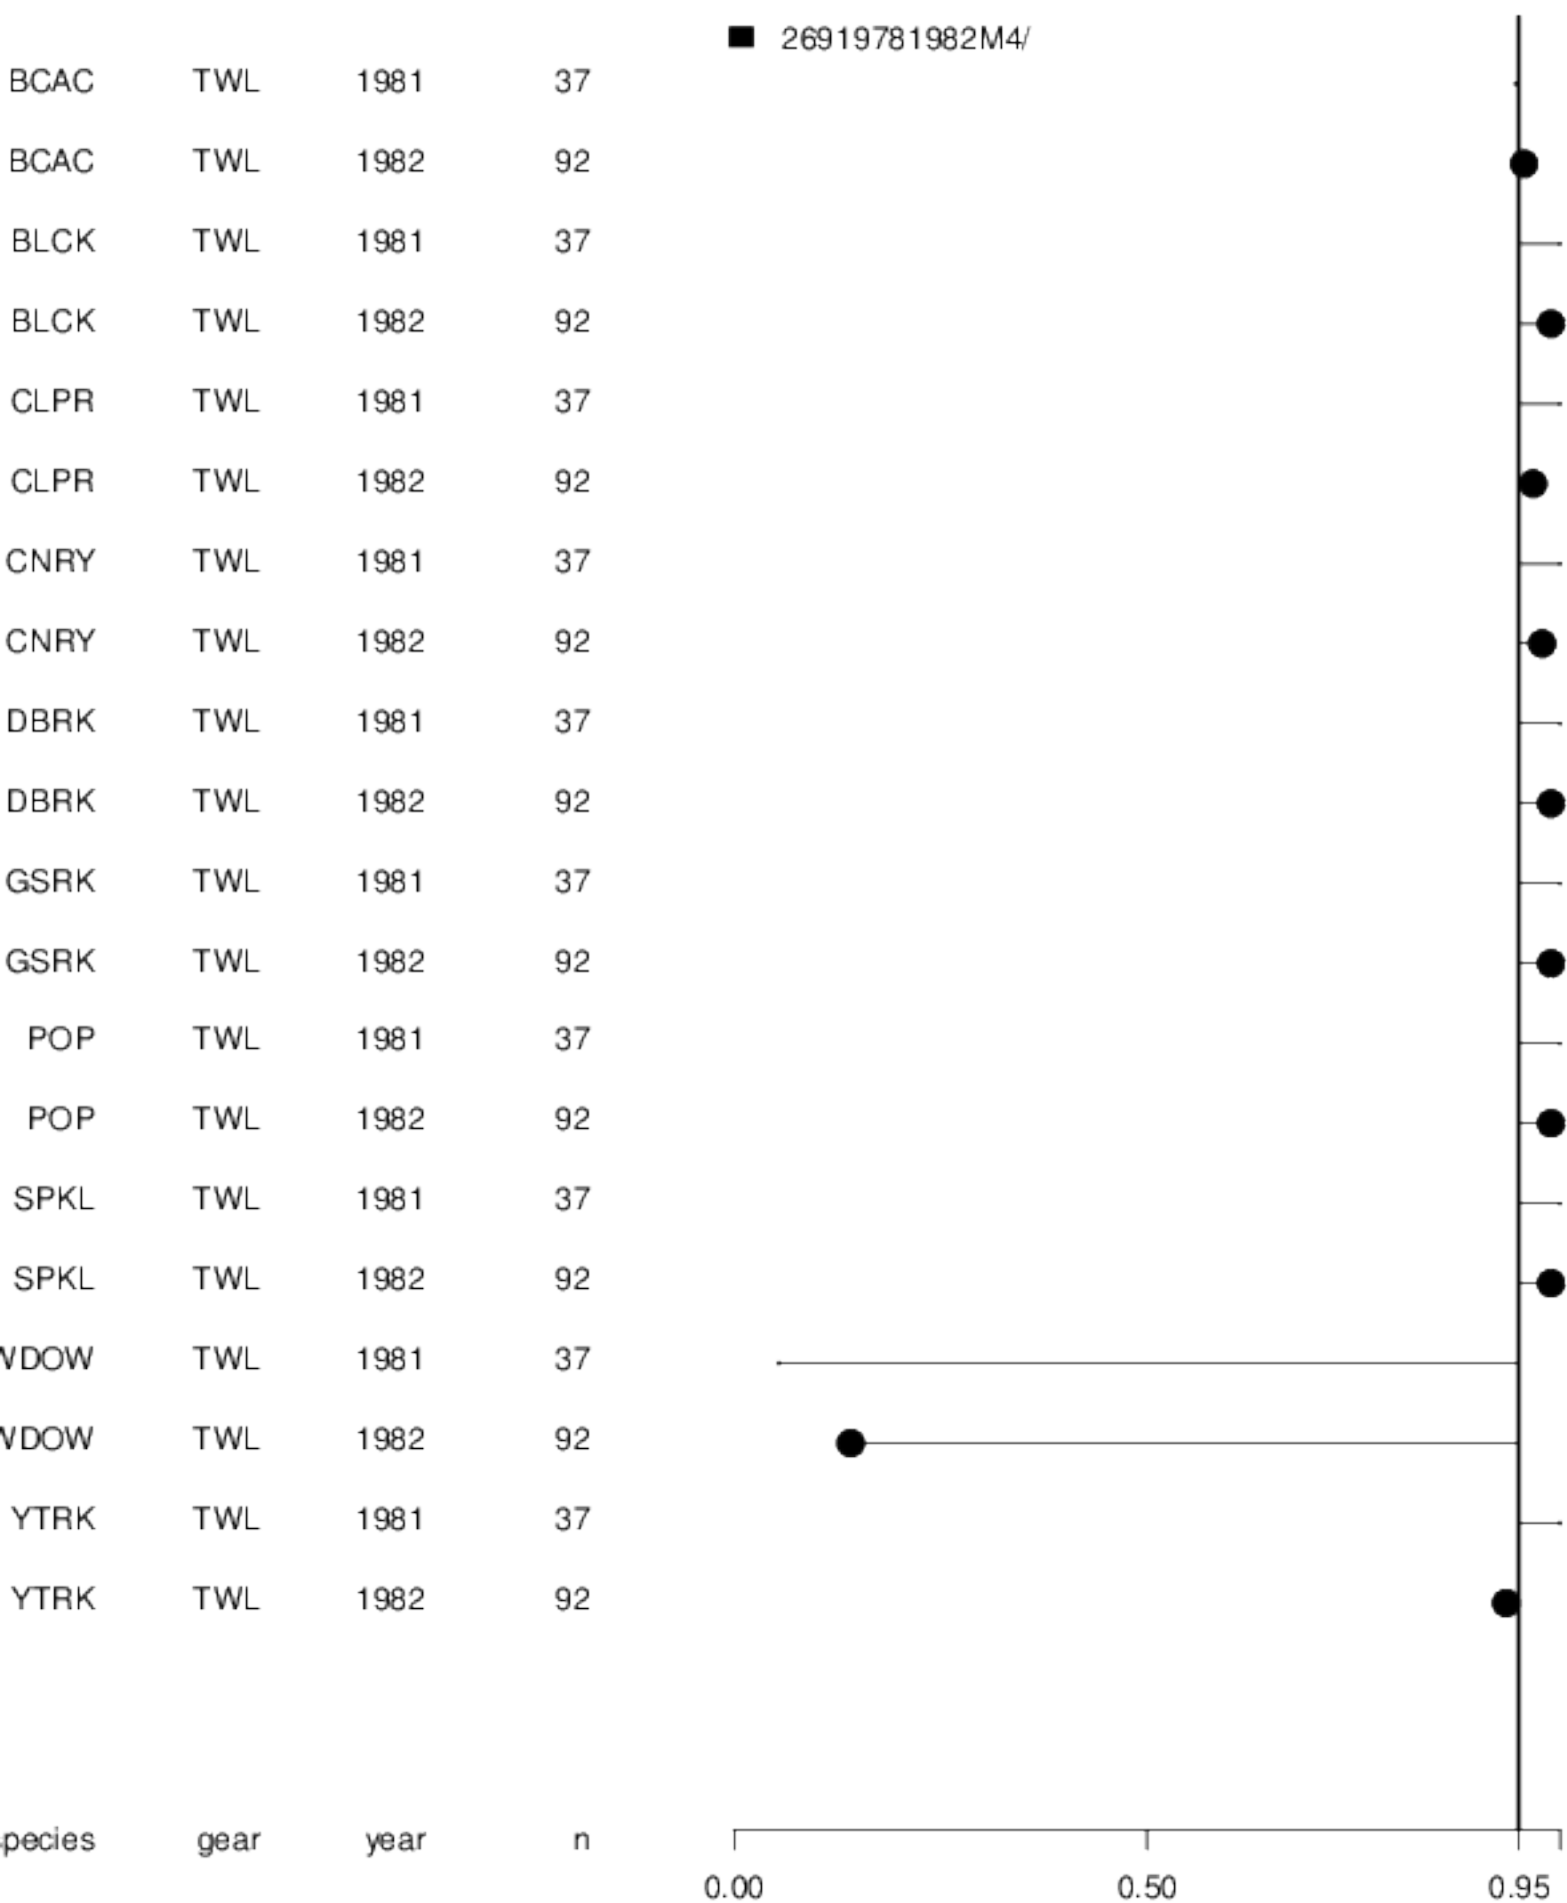 26919781982M4/
BCAC TWL 1981 37
BCAC TWL 1982 92
BLCK TWL 1981 37
BLCK TWL 1982 92
CLPR TWL 1981 37
CLPR TWL 1982 92
CNRY TWL 1981 37
CNRY TWL 1982 92
DBRK TWL 1981 37
DBRK TWL 1982 92
GSRK TWL 1981 37
GSRK TWL 1982 92
POP TWL 1981 37
POP TWL 1982 92
SPKL TWL 1981 37
SPKL TWL 1982 92
WDOW TWL 1981 37
WDOW TWL 1982 92
YTRK TWL 1981 37
YTRK TWL 1982 92
pecies gear year n
0.00 0.50 0.95